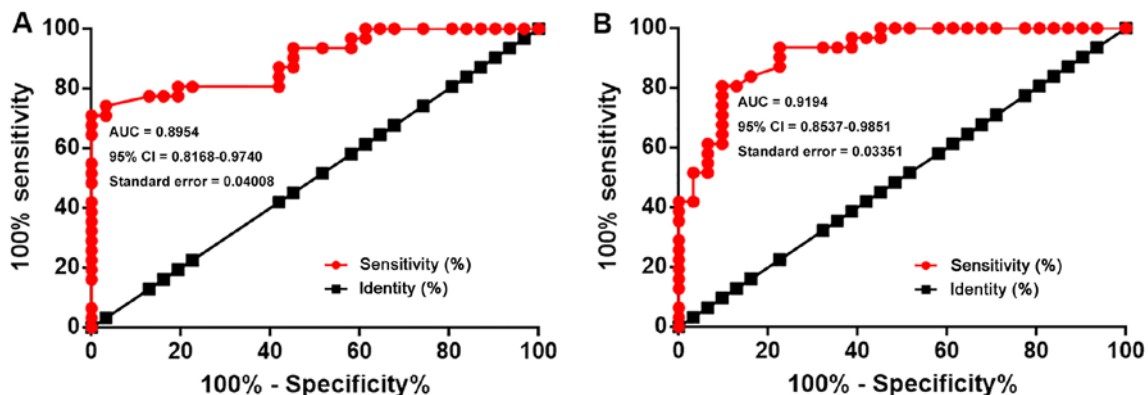 A
100% sensitivity
100
80
60
40
20
0
AUC = 0.8954
95% CI = 0.8168-0.9740
Standard error = 0.04008
Sensitivity (%)
Identity (%)
0 20 40 60 80 100
100% - Specificity%
B
100% sensitivity
100
80
60
40
20
0
AUC = 0.9194
95% CI = 0.8537-0.9851
Standard error = 0.03351
Sensitivity (%)
Identity (%)
0 20 40 60 80 100
100% - Specificity%